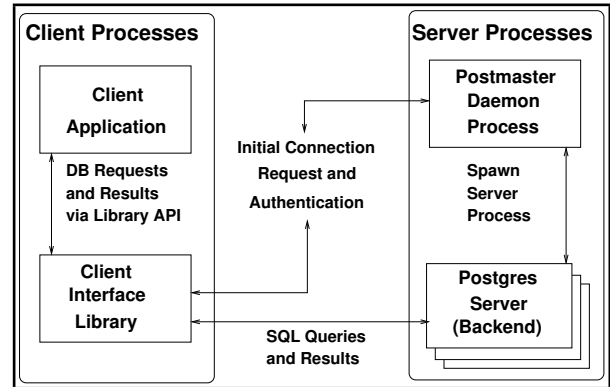 Client Processes
Client
Application
DB Requests
and Results
via Library API
Client
Interface
Library
Initial Connection
Request and
Authentication
SQL Queries
and Results
Server Processes
Postmaster
Daemon
Process
Spawn
Server
Process
Postgres
Server
(Backend)